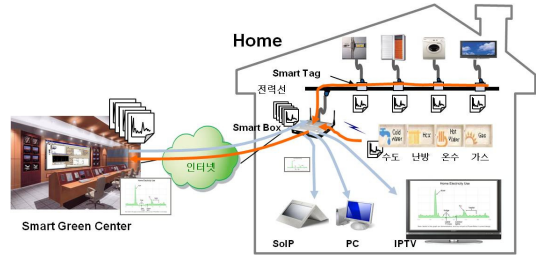 Home
Smart Tag
전력선
Smart Box
Cold Water
Hot Water
Gas
수도 난방 온수 가스
인터넷
Home Electricity Use
Smart Green Center
SoIP PC IPTV